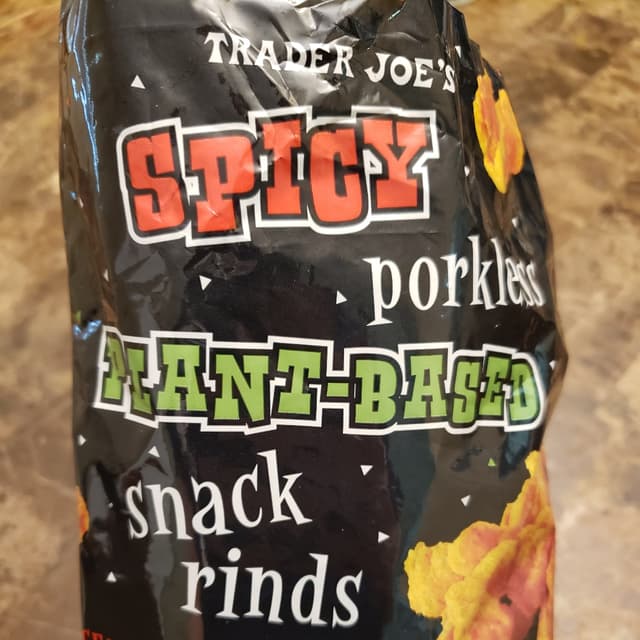 TRADER JOE'S
SPICY
porkless
PLANT-BASED
snack
rinds